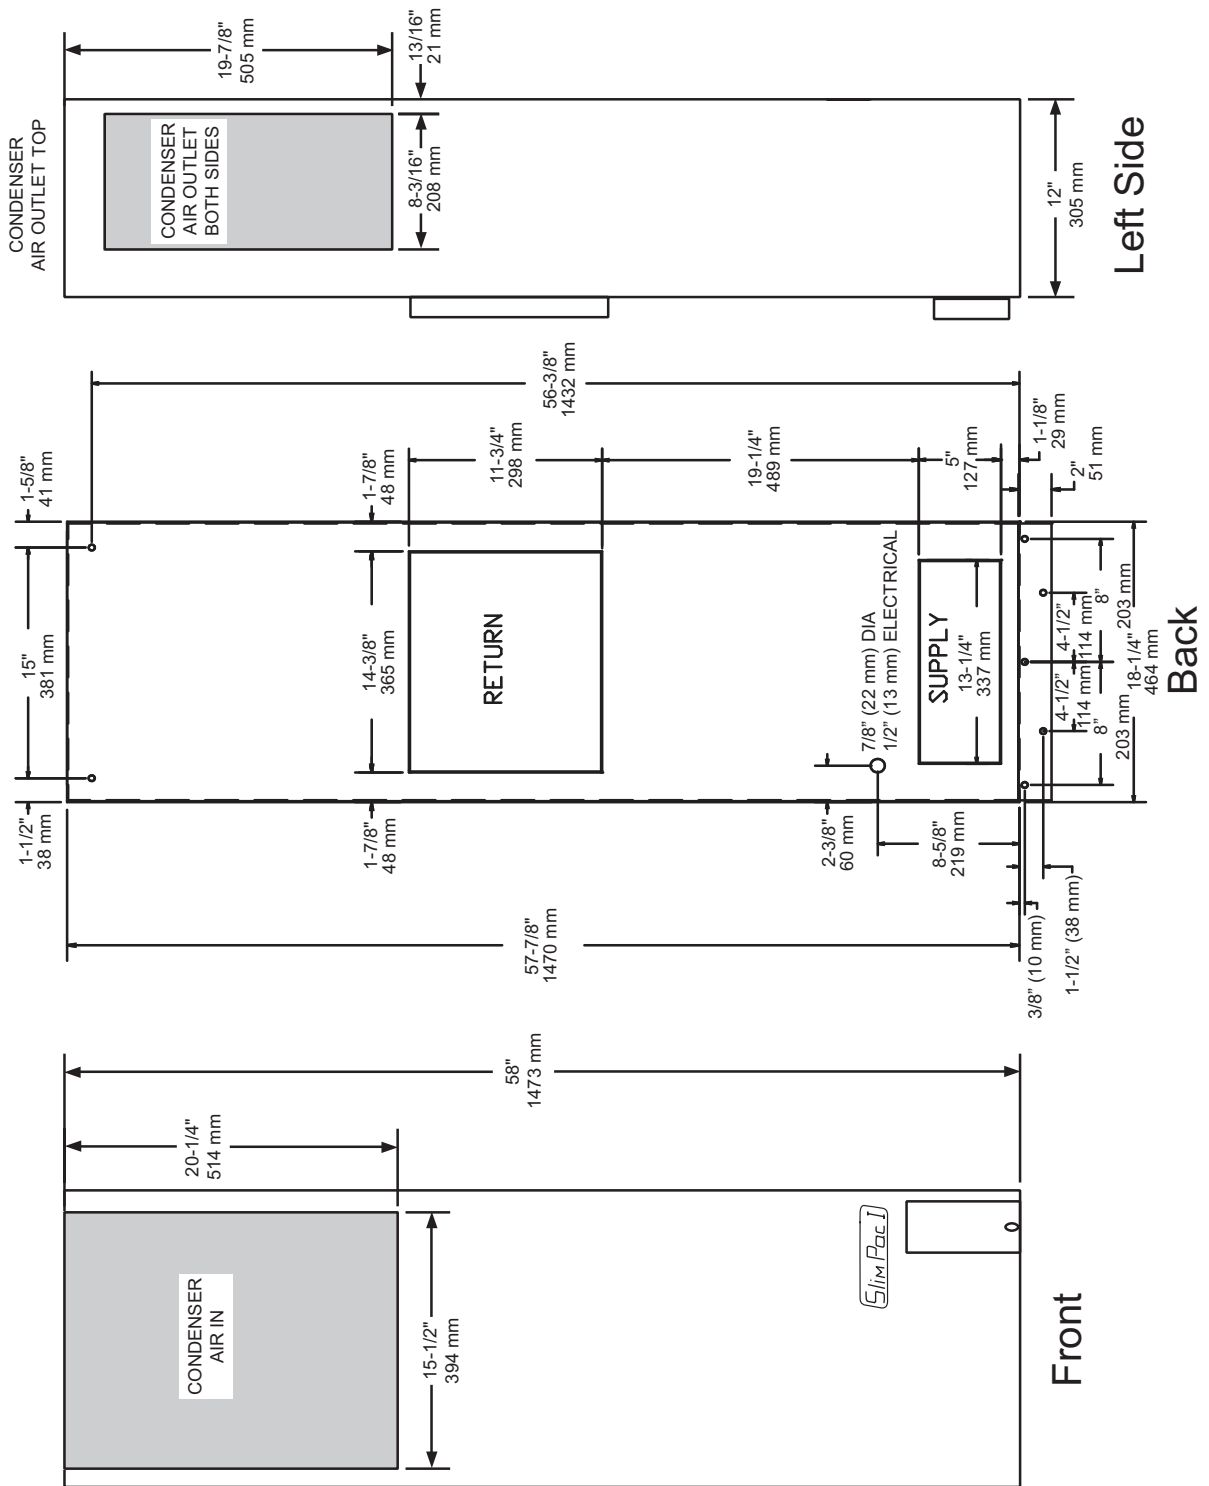 CONDENSER
AIR OUTLET TOP
CONDENSER
AIR OUTLET
BOTH SIDES
19-7/8"
505 mm
13/16"
21 mm
8-3/16"
208 mm
12"
305 mm
Left Side
1-1/2"
38 mm
15"
381 mm
1-5/8"
41 mm
56-3/8"
1432 mm
57-7/8"
1470 mm
1-7/8"
48 mm
14-3/8"
365 mm
1-7/8"
48 mm
RETURN
11-3/4"
298 mm
19-1/4"
489 mm
2-3/8"
60 mm
7/8” (22 mm) DIA
1/2” (13 mm) ELECTRICAL
8-5/8"
219 mm
SUPPLY
13-1/4"
337 mm
5"
127 mm
1-1/8"
29 mm
2"
51 mm
3/8” (10 mm)
1-1/2” (38 mm)
4-1/2”
114 mm
4-1/2”
114 mm
8”
203 mm
8”
203 mm
18-1/4"
464 mm
Back
CONDENSER
AIR IN
20-1/4"
514 mm
15-1/2"
394 mm
58"
1473 mm
Slim Pac I
Front